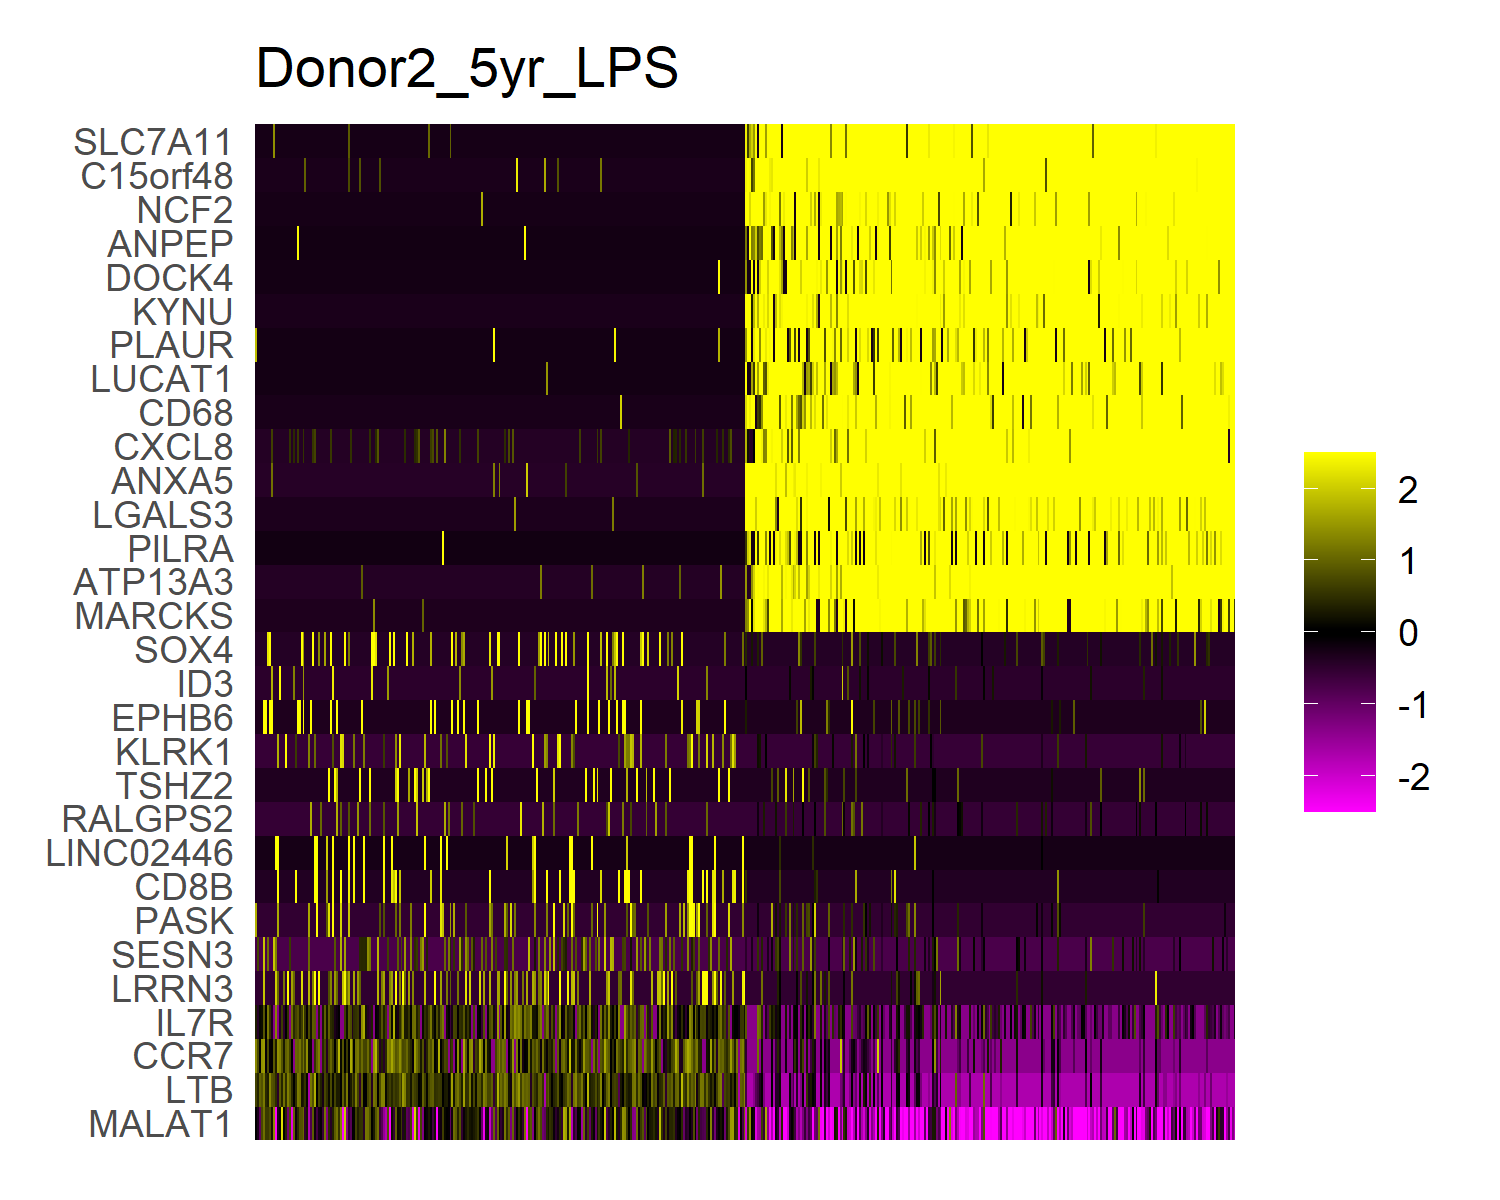 Donor2_5yr_LPS
SLC7A11
C15orf48
NCF2
ANPEP
DOCK4
KYNU
PLAUR
LUCAT1
CD68
CXCL8
ANXA5
LGALS3
PILRA
ATP13A3
MARCKS
SOX4
ID3
EPHB6
KLRK1
TSHZ2
RALGPS2
LINC02446
CD8B
PASK
SESN3
LRRN3
IL7R
CCR7
LTB
MALAT1
2
1
0
-1
-2